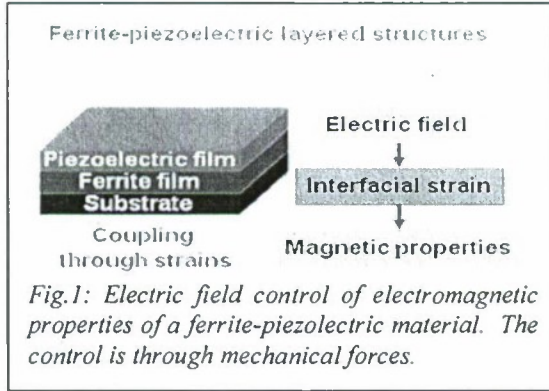 Ferrite-piezoelectric layered structures
Piezoelectric film
Ferrite film
Substrate
Coupling
through strains
Electric field
Interfacial strain
Magnetic properties
Fig.1: Electric field control of electromagnetic
properties of a ferrite-piezolectric material. The
control is through mechanical forces.